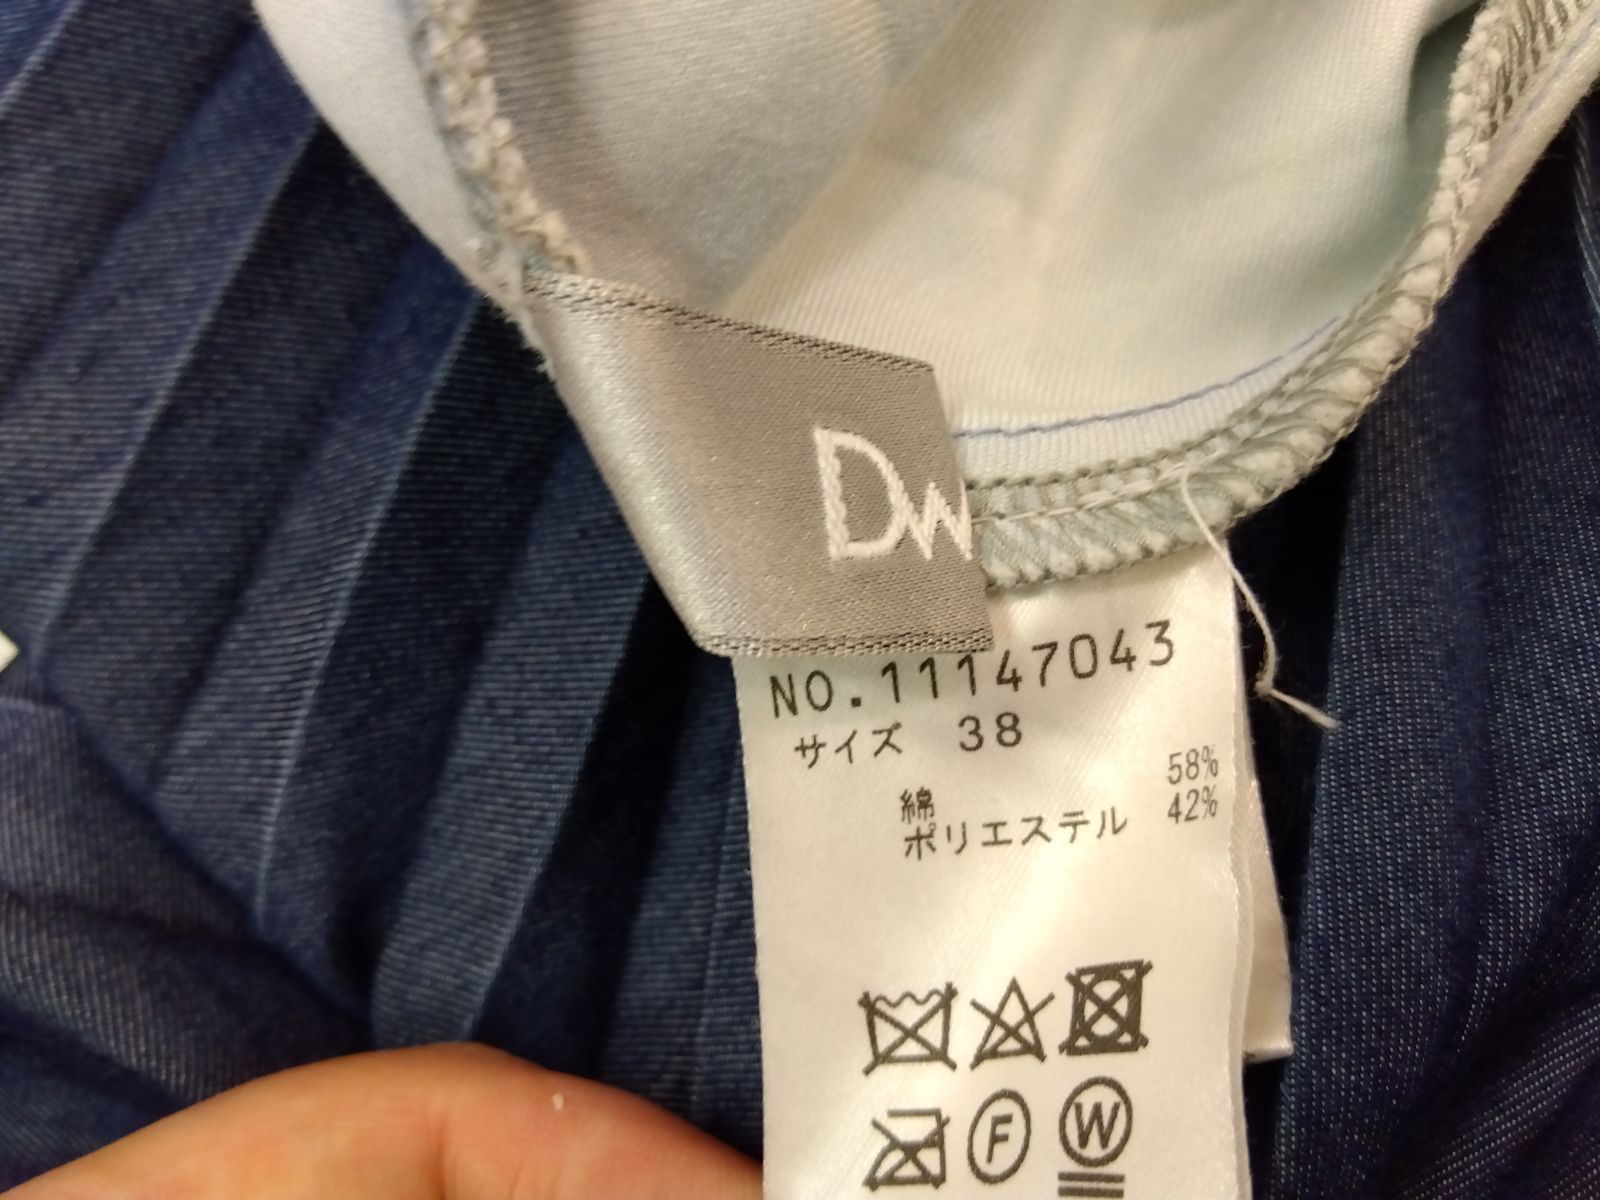 Dw
NO.11147043
サイズ 38
綿 58%
ポリエステル 42%
F
W